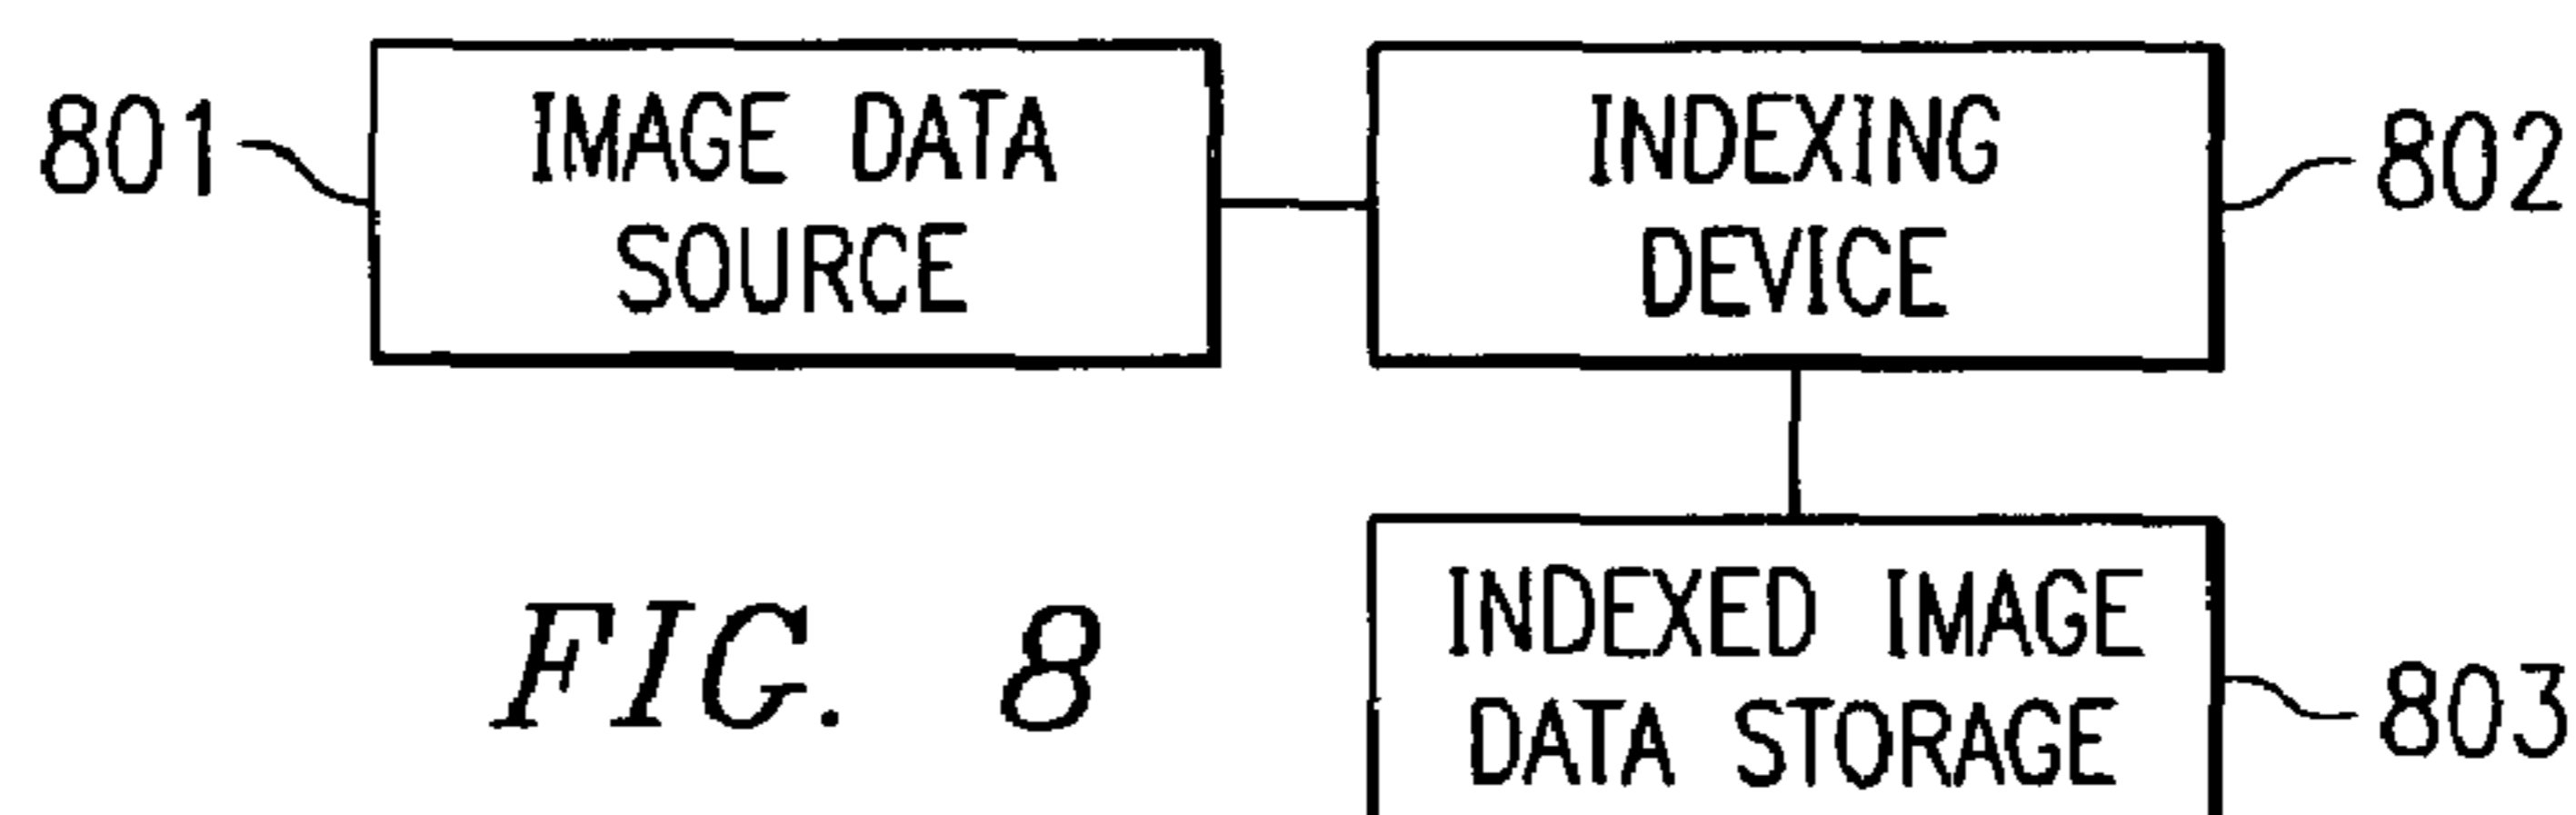 801
IMAGE DATA
SOURCE
INDEXING
DEVICE
802
INDEXED IMAGE
DATA STORAGE
803
FIG. 8